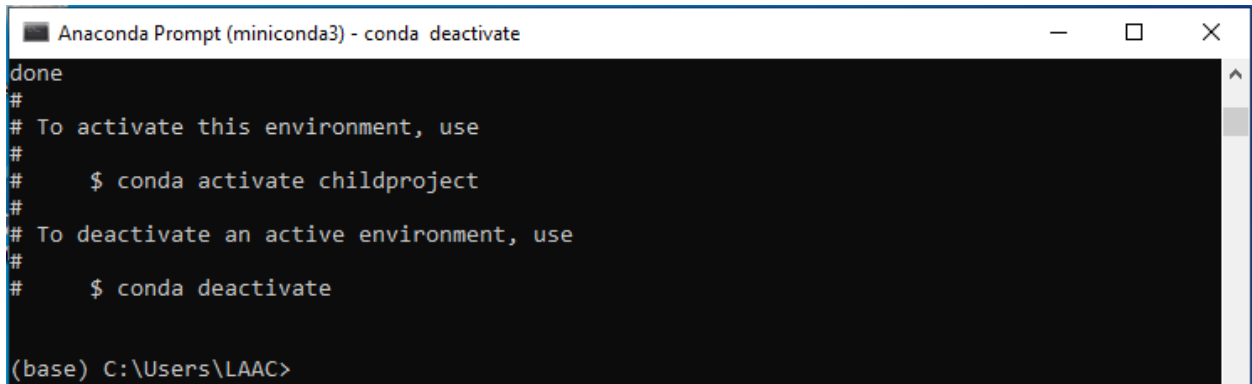 Anaconda Prompt (miniconda3) - conda  deactivate
done
#
# To activate this environment, use
#
#     $ conda activate childproject
#
# To deactivate an active environment, use
#
#     $ conda deactivate
(base) C:\Users\LAAC>